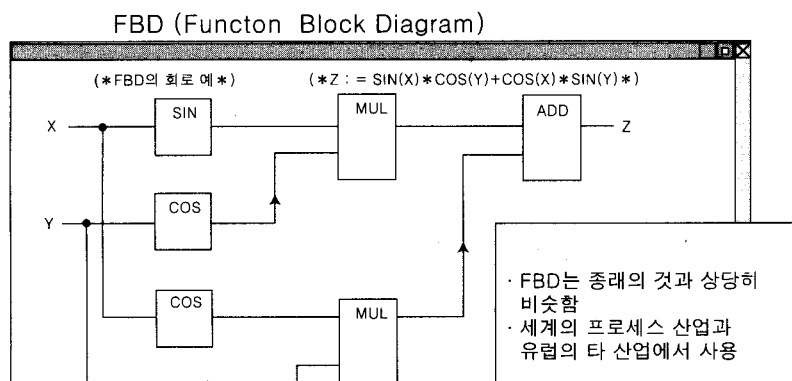 FBD (Functon Block Diagram)
(*FBD의 회로 예*)
(*Z : = SIN(X)*COS(Y)+COS(X)*SIN(Y)*)
X
SIN
MUL
ADD
Z
Y
COS
COS
MUL
· FBD는 종래의 것과 상당히
비슷함
· 세계의 프로세스 산업과
유럽의 타 산업에서 사용